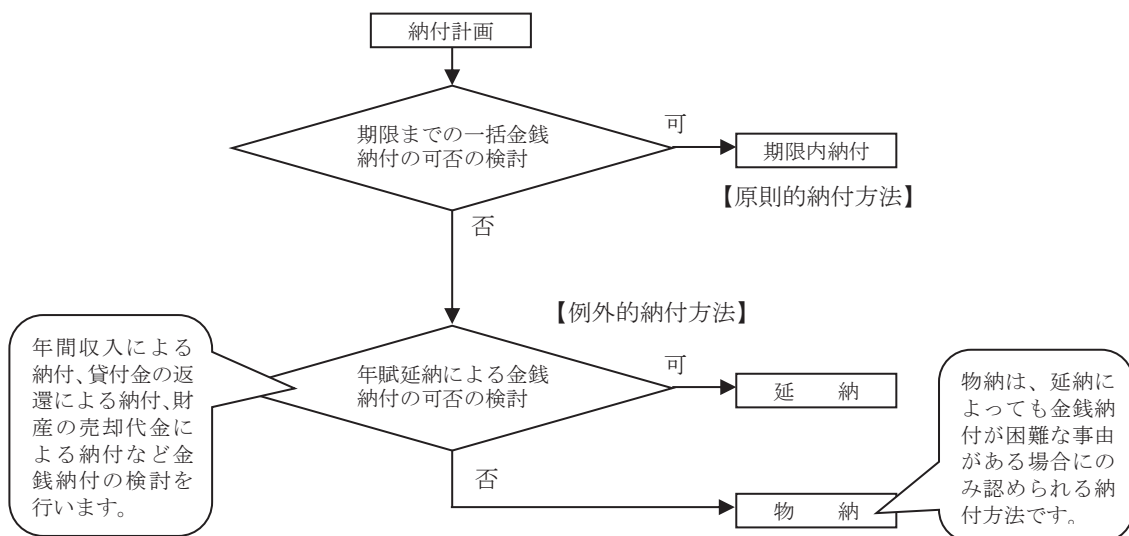 納付計画
期限までの一括金銭
納付の可否の検討
可
期限内納付
【原則的納付方法】
否
【例外的納付方法】
年間収入による
納付、貸付金の返
還による納付、財
産の売却代金に
よる納付など金
銭納付の検討を
行います。
年賦延納による金銭
納付の可否の検討
可
延　納
否
物　納
物納は、延納に
よっても金銭納
付が困難な事由
がある場合にの
み認められる納
付方法です。